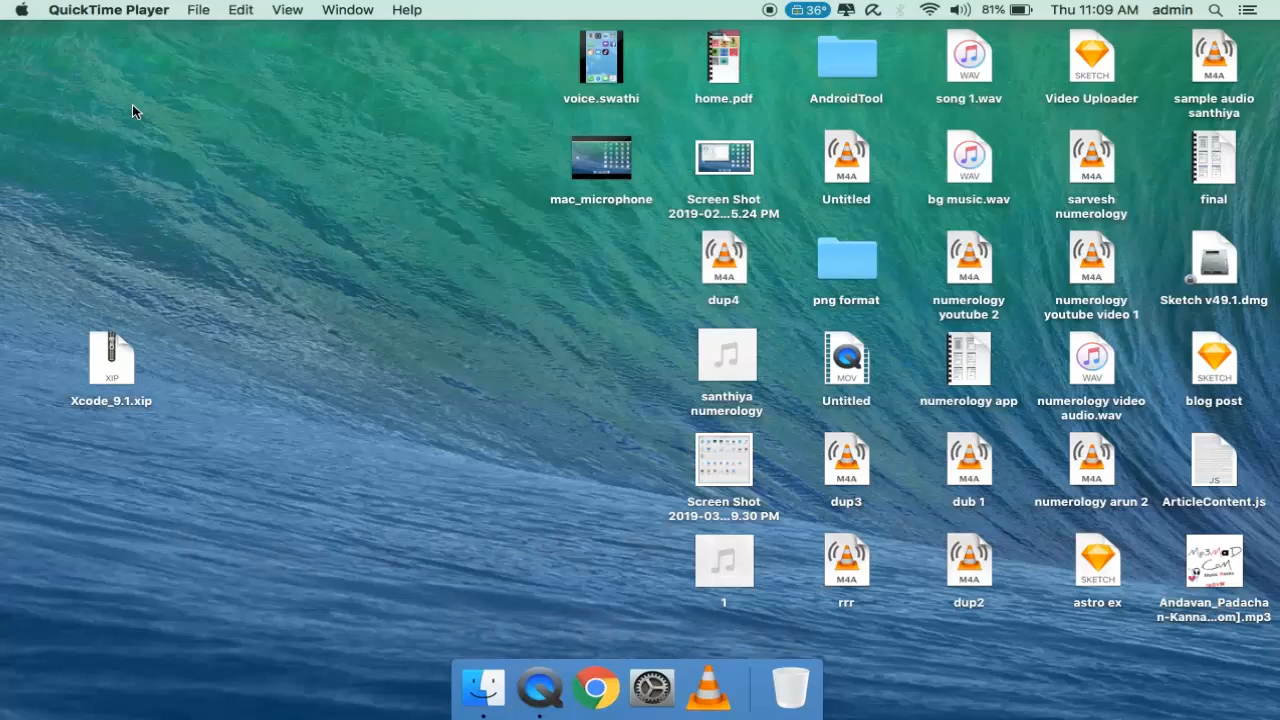 QuickTime Player File Edit View Window Help 36° 81% Thu 11:09 AM admin
voice.swathi
home.pdf
AndroidTool
WAV
song 1.wav
SKETCH
Video Uploader
M4A
sample audio
santhiya
mac_microphone
Screen Shot
2019-02...5.24 PM
M4A
Untitled
WAV
bg music.wav
M4A
sarvesh
numerology
final
M4A
dup4
png format
M4A
numerology
youtube 2
M4A
numerology
youtube video 1
Sketch v49.1.dmg
XIP
Xcode_9.1.xip
santhiya
numerology
MOV
Untitled
numerology app
WAV
numerology video
audio.wav
SKETCH
blog post
Screen Shot
2019-03...9.30 PM
M4A
dup3
M4A
dub 1
M4A
numerology arun 2
JS
ArticleContent.js
1
M4A
rrr
M4A
dup2
SKETCH
astro ex
Mp3MaD
.CoM
Andavan_Padacha
n-Kanna...om].mp3